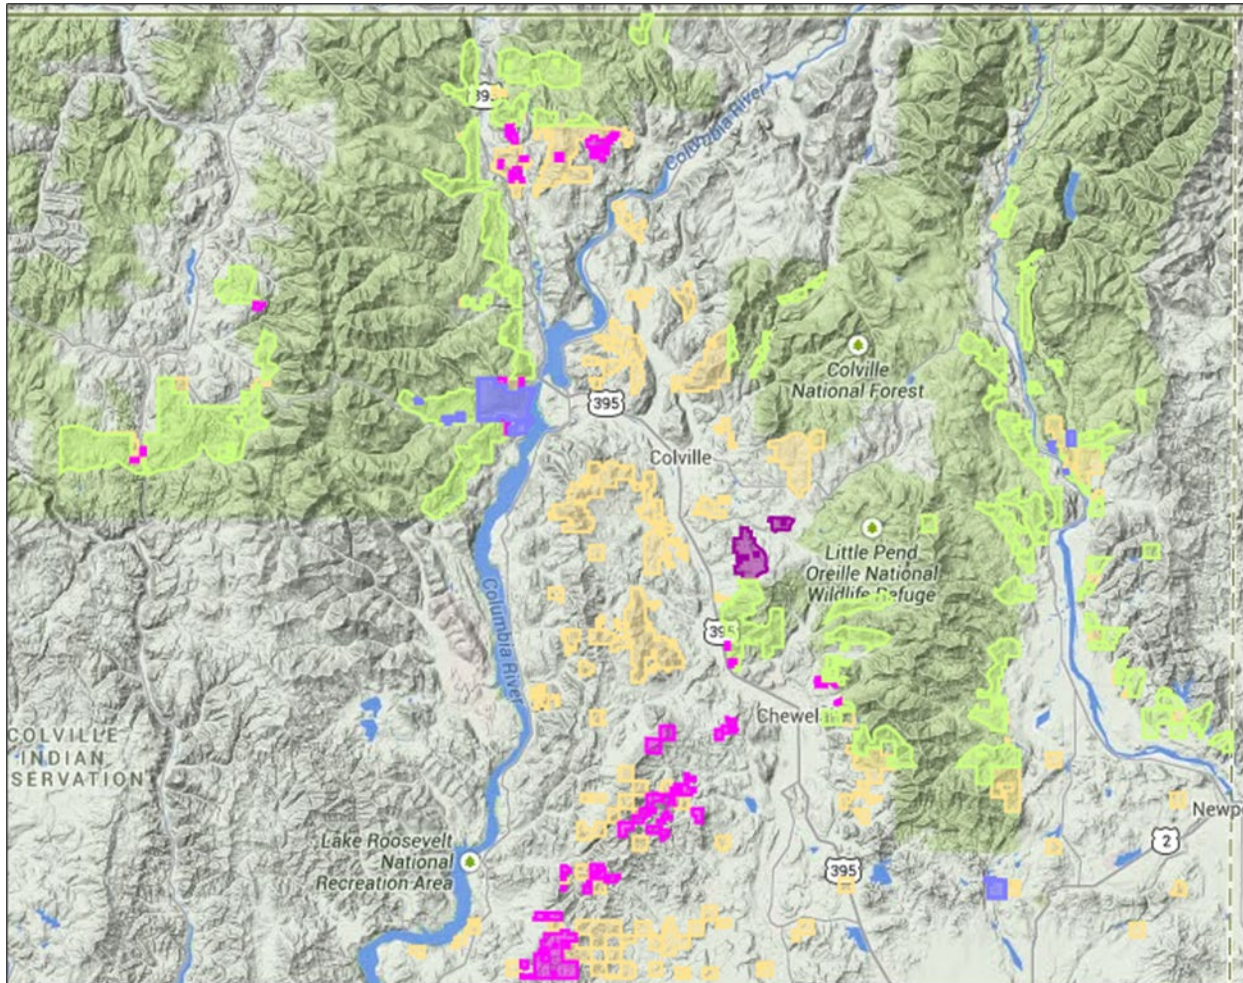 395
Columbia River
Colville
National Forest
395
Colville
Little Pend
Oreille National
Wildlife Refuge
Columbia River
395
Chewel
COLVILLE
INDIAN
SERVATION
Newp
2
Lake Roosevelt
National
Recreation Area
395